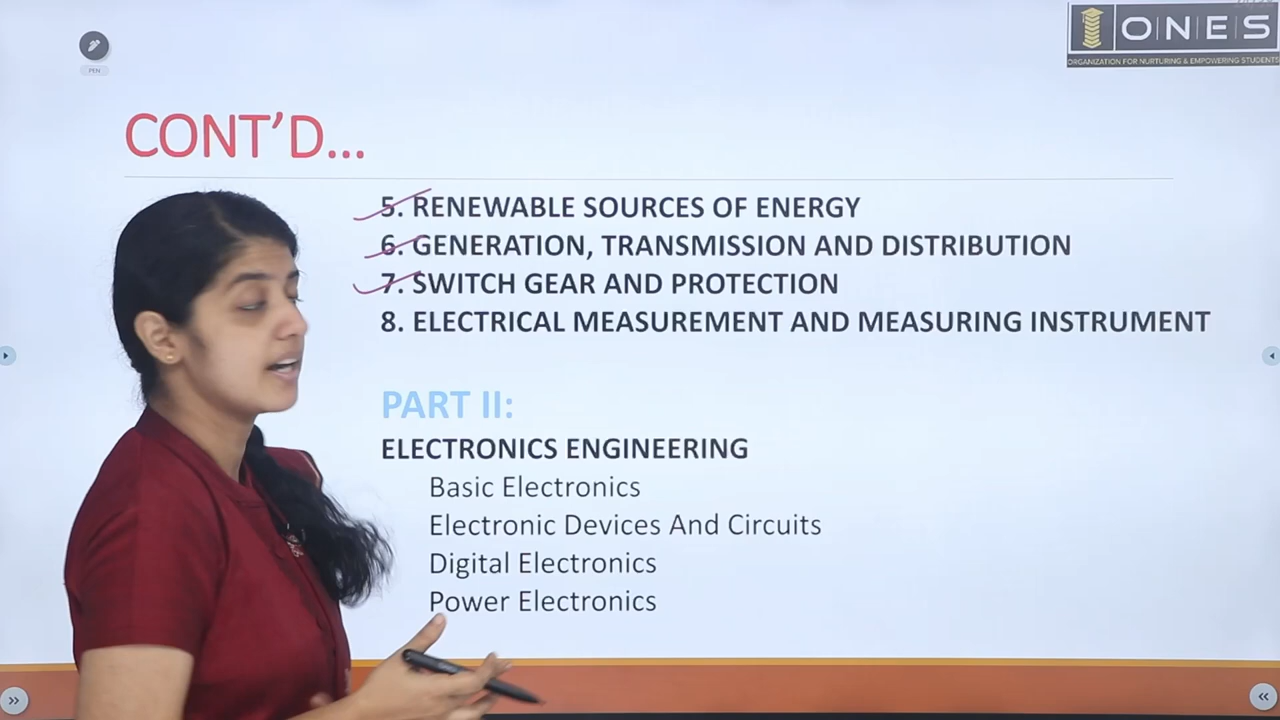 O|N|E|S
ORGANIZATION FOR NURTURING & EMPOWERING STUDENTS
PEN
CONT'D...
5. RENEWABLE SOURCES OF ENERGY
6. GENERATION, TRANSMISSION AND DISTRIBUTION
7. SWITCH GEAR AND PROTECTION
8. ELECTRICAL MEASUREMENT AND MEASURING INSTRUMENT
PART II:
ELECTRONICS ENGINEERING
Basic Electronics
Electronic Devices And Circuits
Digital Electronics
Power Electronics